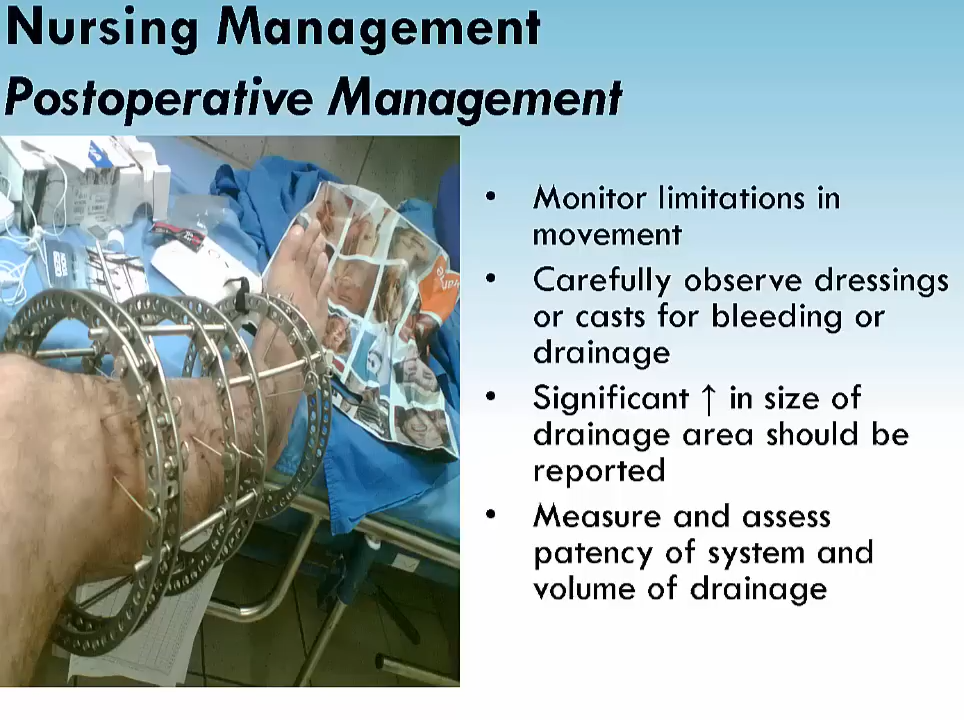 Nursing Management
Postoperative Management
• Monitor limitations in
movement
• Carefully observe dressings
or casts for bleeding or
drainage
• Significant ↑ in size of
drainage area should be
reported
• Measure and assess
patency of system and
volume of drainage